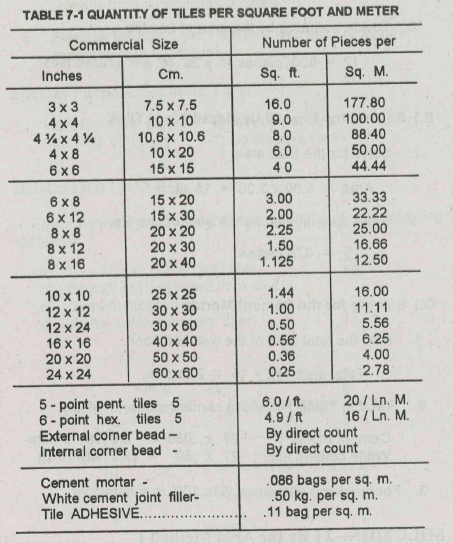 TABLE 7-1 QUANTITY OF TILES PER SQUARE FOOT AND METER
Commercial Size Number of Pieces per
Inches Cm. Sq. ft. Sq. M.
3 x 3 7.5 x 7.5 16.0 177.80
4 x 4 10 x 10 9.0 100.00
4 ¼ x 4 ¼ 10.6 x 10.6 8.0 88.40
4 x 8 10 x 20 6.0 50.00
6 x 6 15 x 15 4 0 44.44
6 x 8 15 x 20 3.00 33.33
6 x 12 15 x 30 2.00 22.22
8 x 8 20 x 20 2.25 25.00
8 x 12 20 x 30 1.50 16.66
8 x 16 20 x 40 1.125 12.50
10 x 10 25 x 25 1.44 16.00
12 x 12 30 x 30 1.00 11.11
12 x 24 30 x 60 0.50 5.56
16 x 16 40 x 40 0.56 6.25
20 x 20 50 x 50 0.36 4.00
24 x 24 60 x 60 0.25 2.78
5 - point pent. tiles 5 6.0 / ft. 20 / Ln. M.
6 - point hex. tiles 5 4.9 / ft 16 / Ln. M.
External corner bead -- By direct count
Internal corner bead -- By direct count
Cement mortar -- .086 bags per sq. m.
White cement joint filler- .50 kg. per sq. m.
Tile ADHESIVE..................... .11 bag per sq. m.